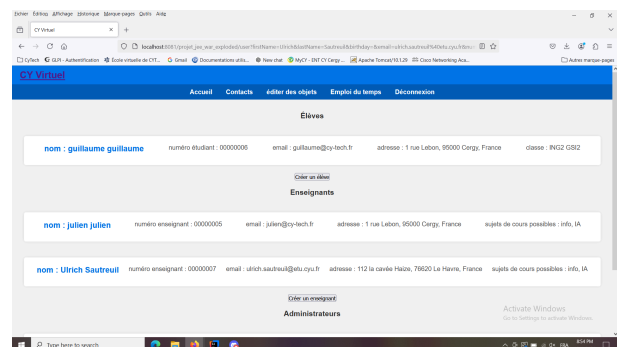 Fichier Édition Affichage Historique Marque-pages Outils Aide
CY Virtuel
localhost:8081/projet_jee_war_exploded/user?firstName=Ulrich&lastName=Sautreuil&birthday=&email=ulrich.sautreuil%40etu.cyu.fr&
CyTech GLPI - Authentification École virtuelle de CYT... Gmail Documentations utilis... New chat MyCY - ENT CY Cergy ... Apache Tomcat/10.1.29 Cisco Networking Aca... Autres marque-pages
CY Virtuel
Accueil Contacts éditer des objets Emploi du temps Déconnexion
Élèves
nom : guillaume guillaume numéro étudiant : 00000006 email : guillaume@cy-tech.fr adresse : 1 rue Lebon, 95000 Cergy, France classe : ING2 GSI2
Créer un élève
Enseignants
nom : julien julien numéro enseignant : 00000005 email : julien@cy-tech.fr adresse : 1 rue Lebon, 95000 Cergy, France sujets de cours possibles : info, IA
nom : Ulrich Sautreuil numéro enseignant : 00000007 email : ulrich.sautreuil@etu.cyu.fr adresse : 112 la cavée Haize, 76620 Le Havre, France sujets de cours possibles : info, IA
Créer un enseignant
Administrateurs
Activate Windows
Go to Settings to activate Windows.
Type here to search
FRA 8:54 PM